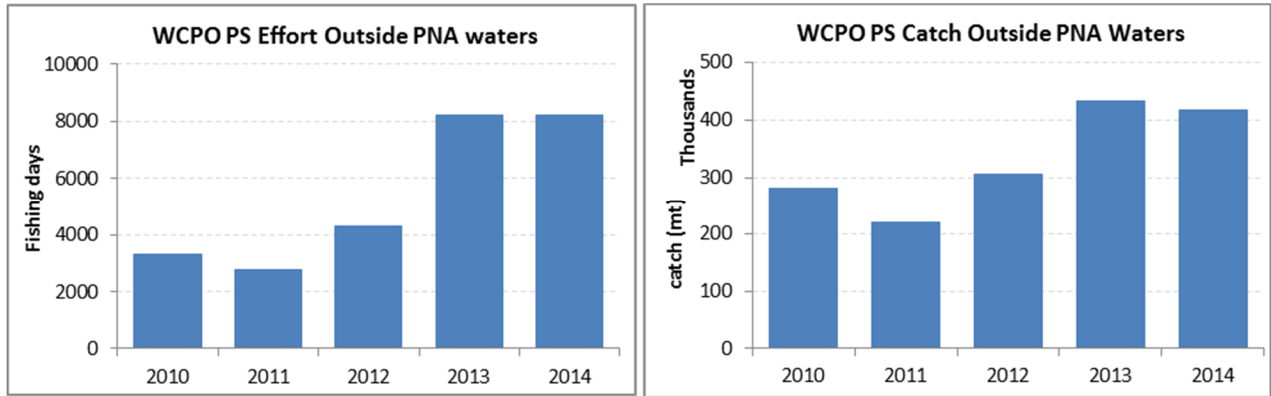 WCPO PS Effort Outside PNA waters
Fishing days
10000
8000
6000
4000
2000
0
2010 2011 2012 2013 2014
WCPO PS Catch Outside PNA Waters
catch (mt)
Thousands
500
400
300
200
100
0
2010 2011 2012 2013 2014